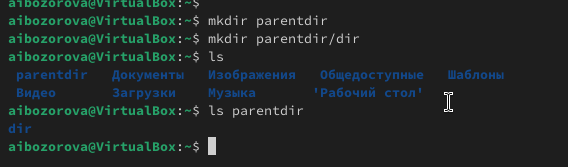 aibozorova@VirtualBox:~$
aibozorova@VirtualBox:~$ mkdir parentdir
aibozorova@VirtualBox:~$ mkdir parentdir/dir
aibozorova@VirtualBox:~$ ls
parentdir Документы Изображения Общедоступные Шаблоны
Видео Загрузки Музыка 'Рабочий стол'
aibozorova@VirtualBox:~$ ls parentdir
dir
aibozorova@VirtualBox:~$